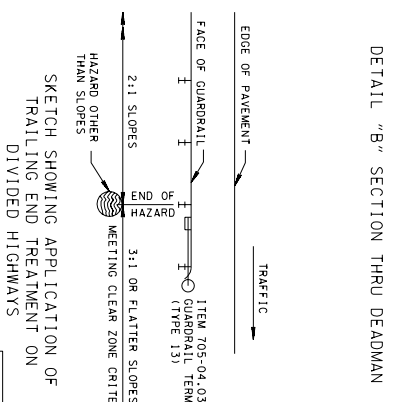 DETAIL "B" SECTION THRU DEADMAN
EDGE OF PAVEMENT
TRAFFIC
FACE OF GUARDRAIL
ITEM 705-04.03
GUARDRAIL TERM
(TYPE 13)
END OF
HAZARD
2:1 SLOPES
3:1 OR FLATTER SLOPES
MEETING CLEAR ZONE CRITE
HAZARD OTHER
THAN SLOPES
SKETCH SHOWING APPLICATION OF
TRAILING END TREATMENT ON
DIVIDED HIGHWAYS